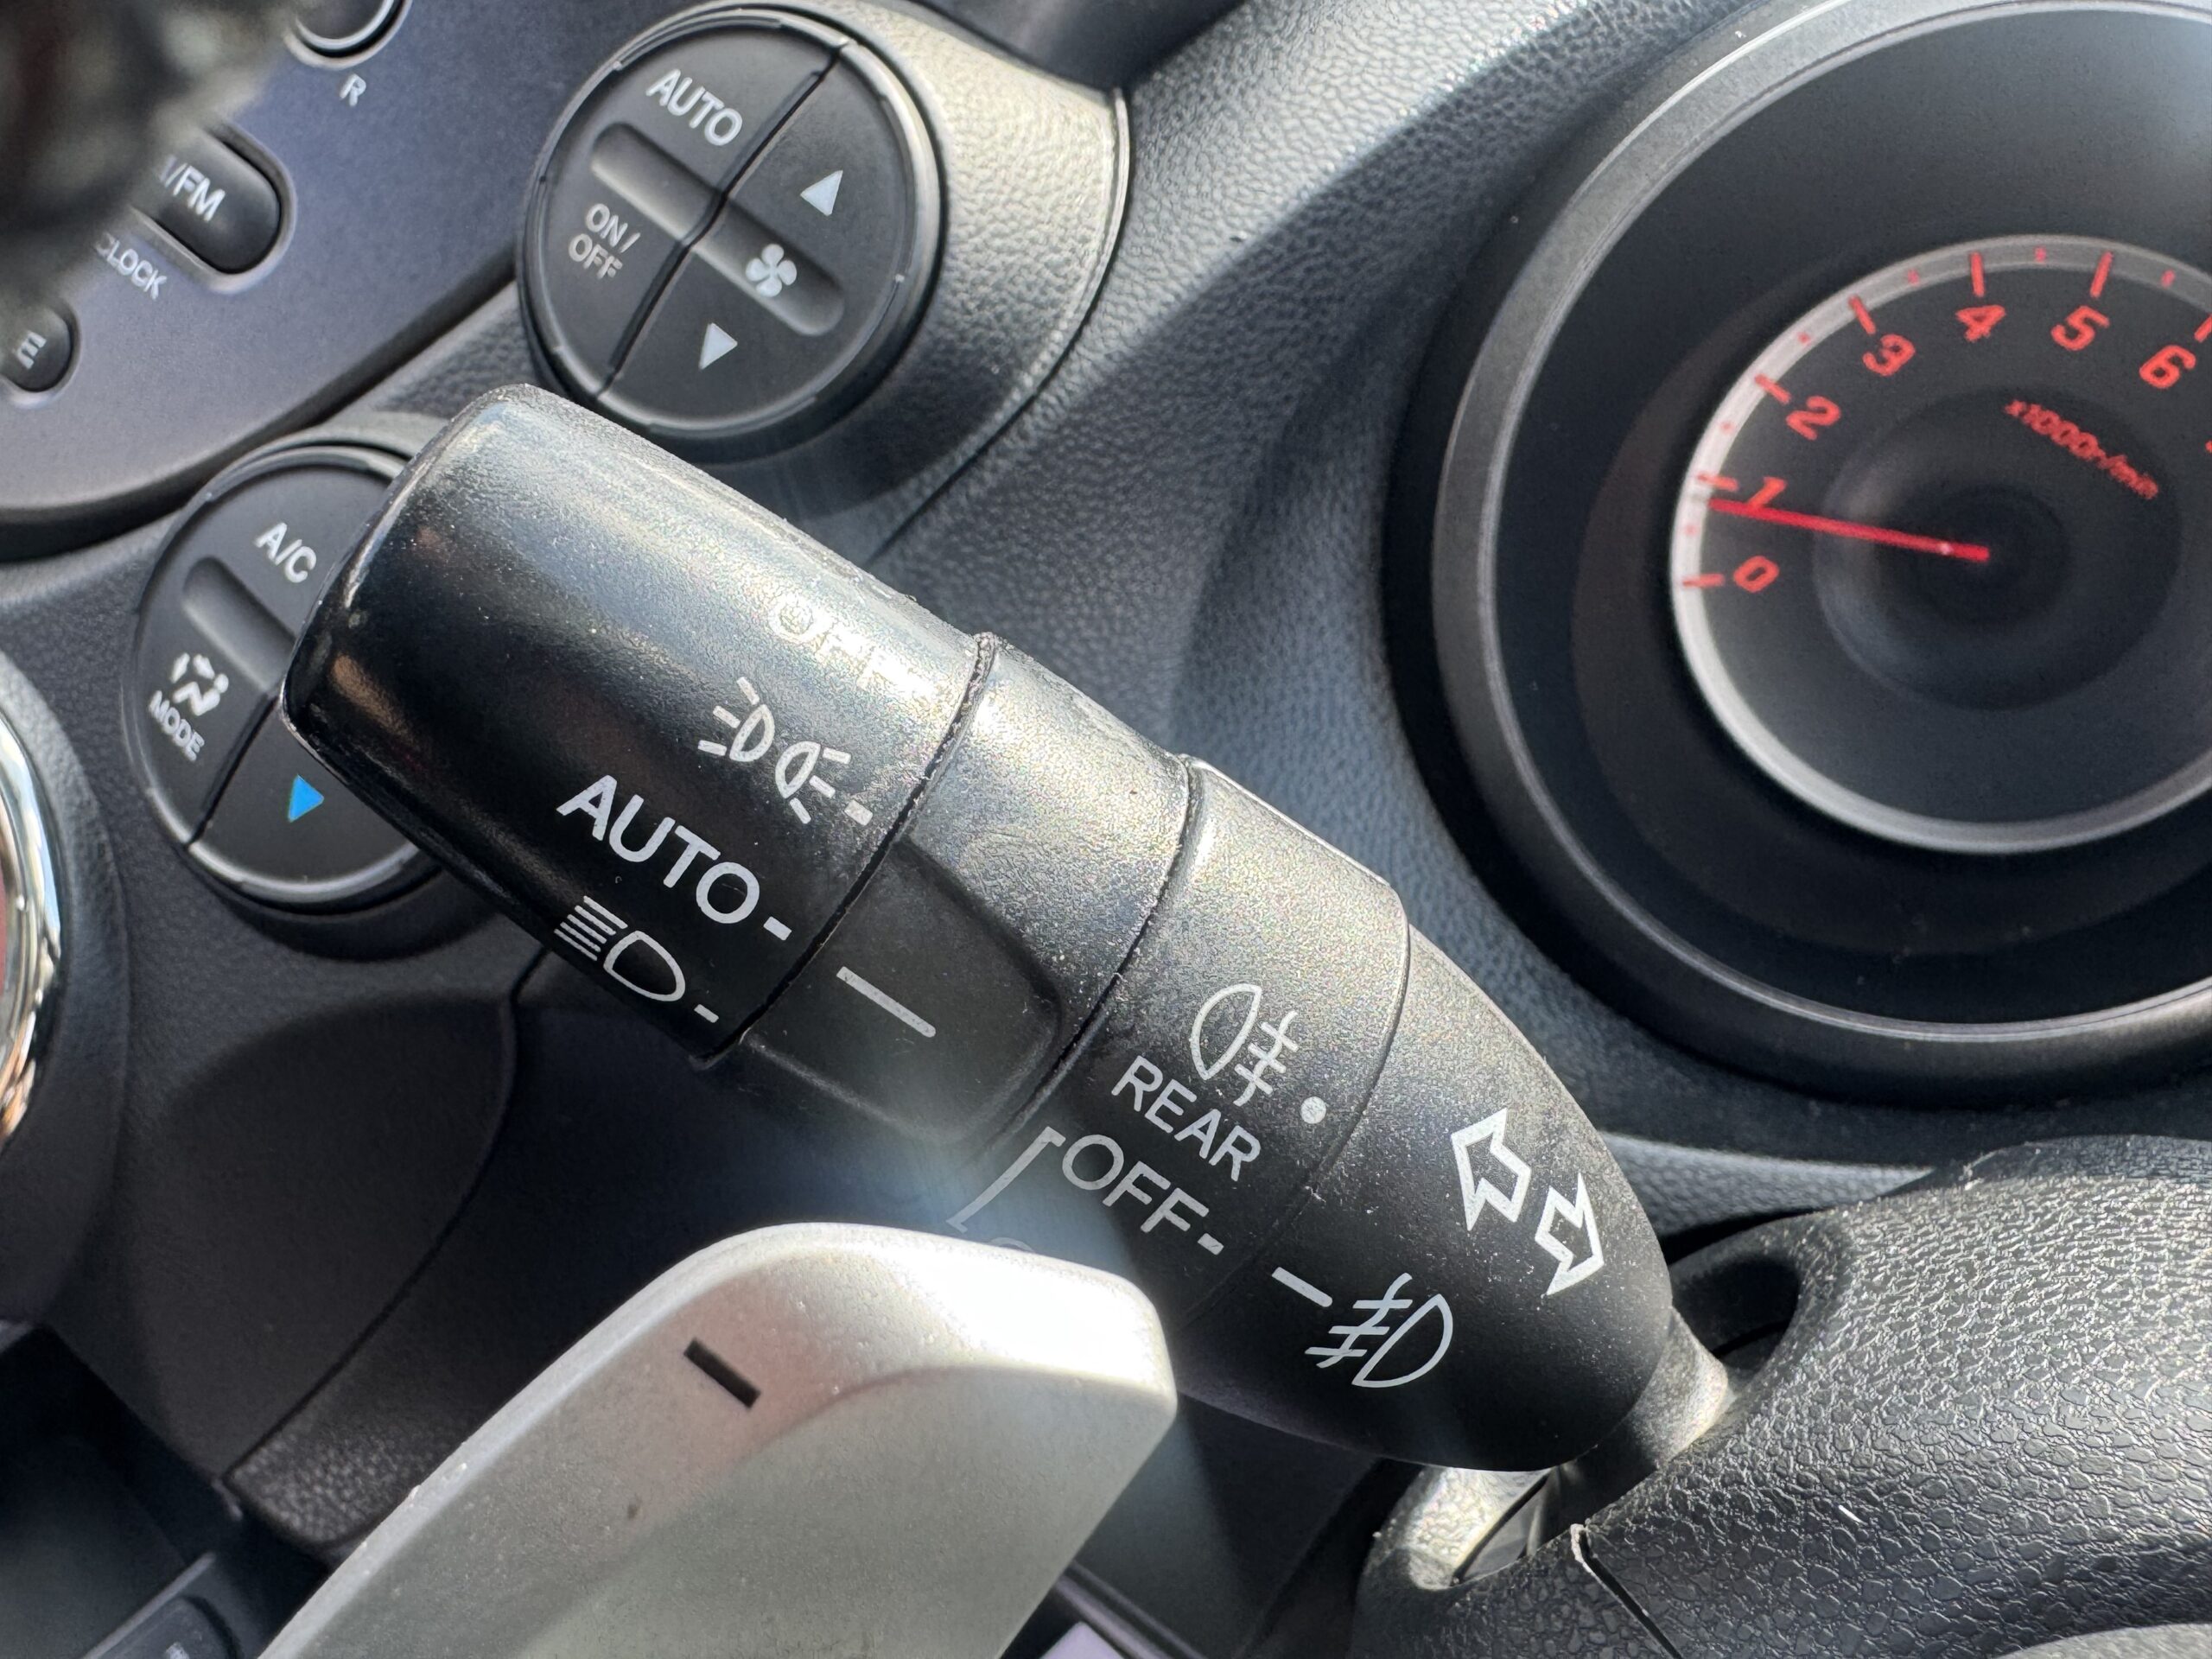 R
/FM
CLOCK
E
AUTO
ON/
OFF
A/C
MODE
OFF
AUTO
REAR
OFF
0
1
2
3
4
5
6
x1000r/min